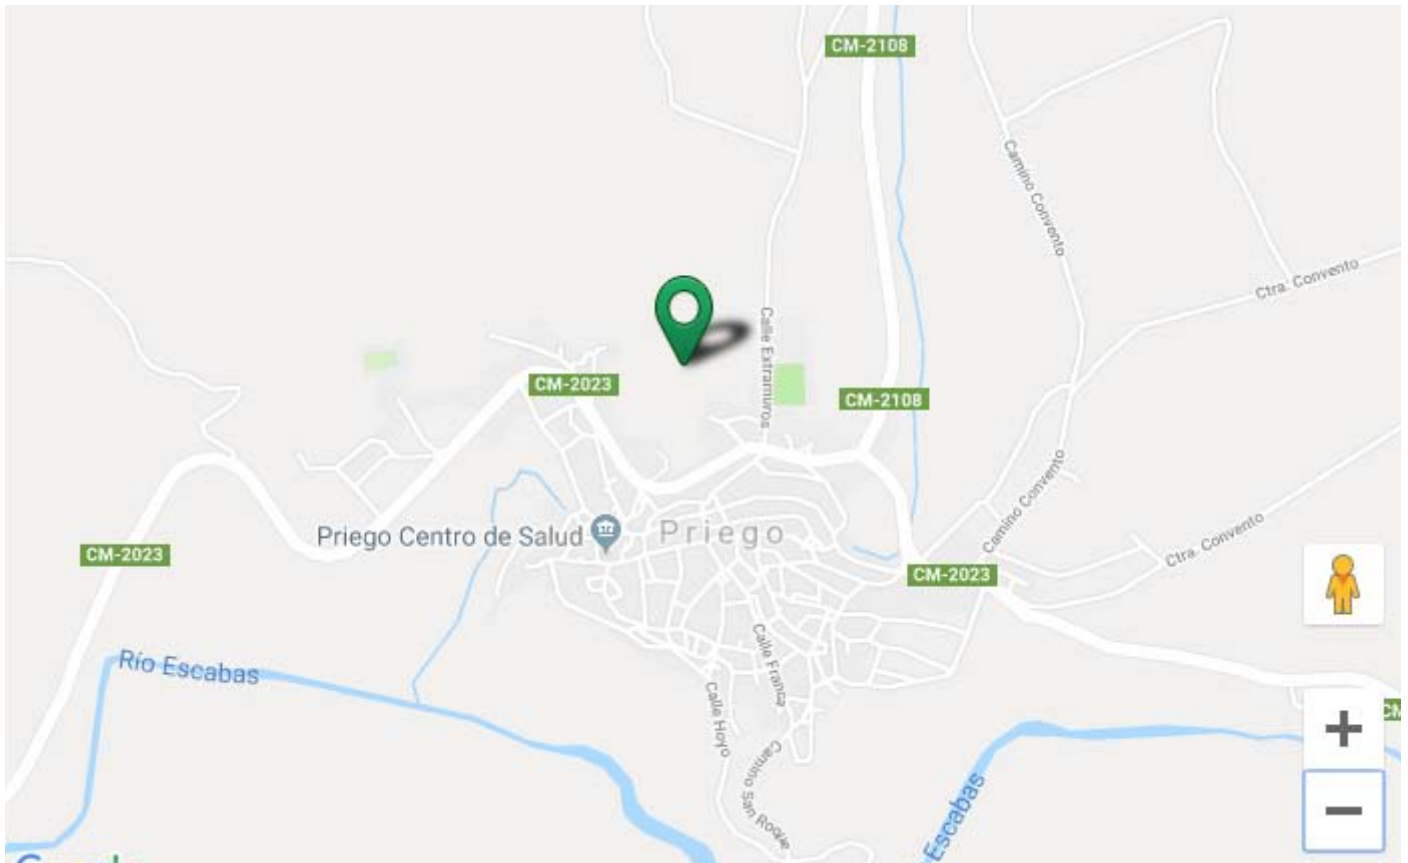 CM-2108
Camino Convento
Ctra. Convento
Calle Extramuros
CM-2023
CM-2108
Camino Convento
Ctra. Convento
Priego Centro de Salud
Priego
CM-2023
CM-2023
Río Escabas
Calle Franca
Calle Hoyo
Camino San Roque
Escabas
CM